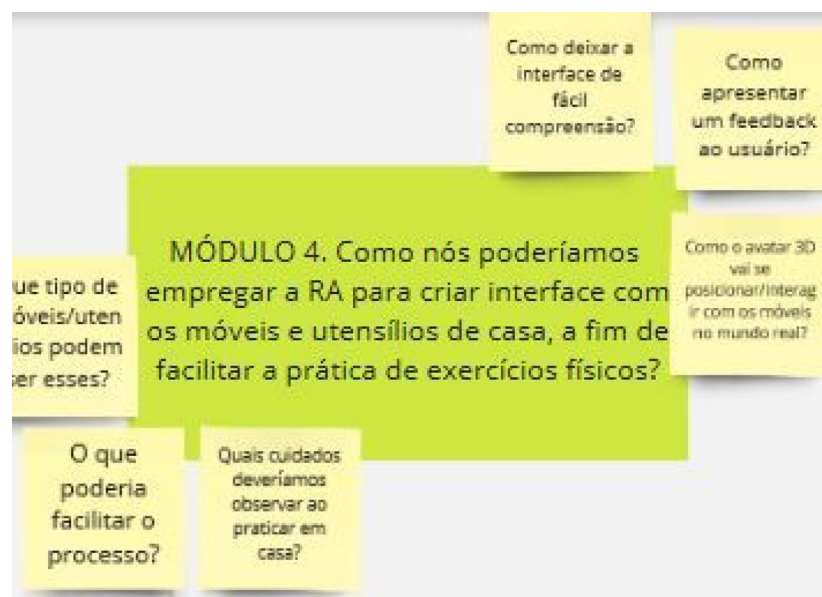 Como deixar a
interface de
fácil
compreensão?
Como
apresentar
um feedback
ao usuário?
MÓDULO 4. Como nós poderíamos
empregar a RA para criar interface com
os móveis e utensílios de casa, a fim de
facilitar a prática de exercícios físicos?
Como o avatar 3D
vai se
posicionar/interag
ir com os móveis
no mundo real?
ue tipo de
óveis/uten
ios podem
ser esses?
O que
poderia
facilitar o
processo?
Quais cuidados
deveríamos
observar ao
praticar em
casa?